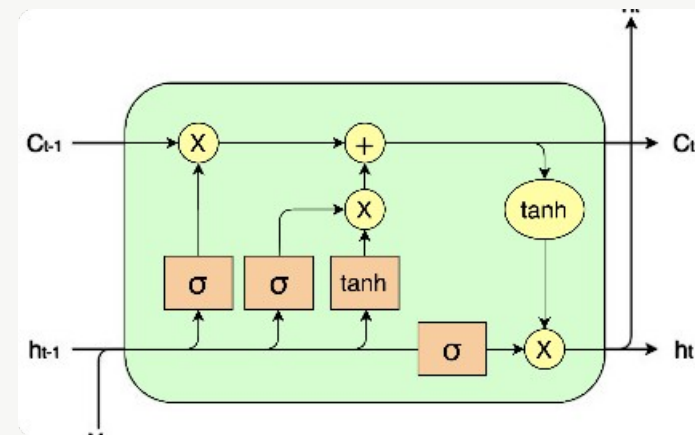 Ct-1 X + Ct
X tanh
σ σ tanh
ht-1 σ X ht